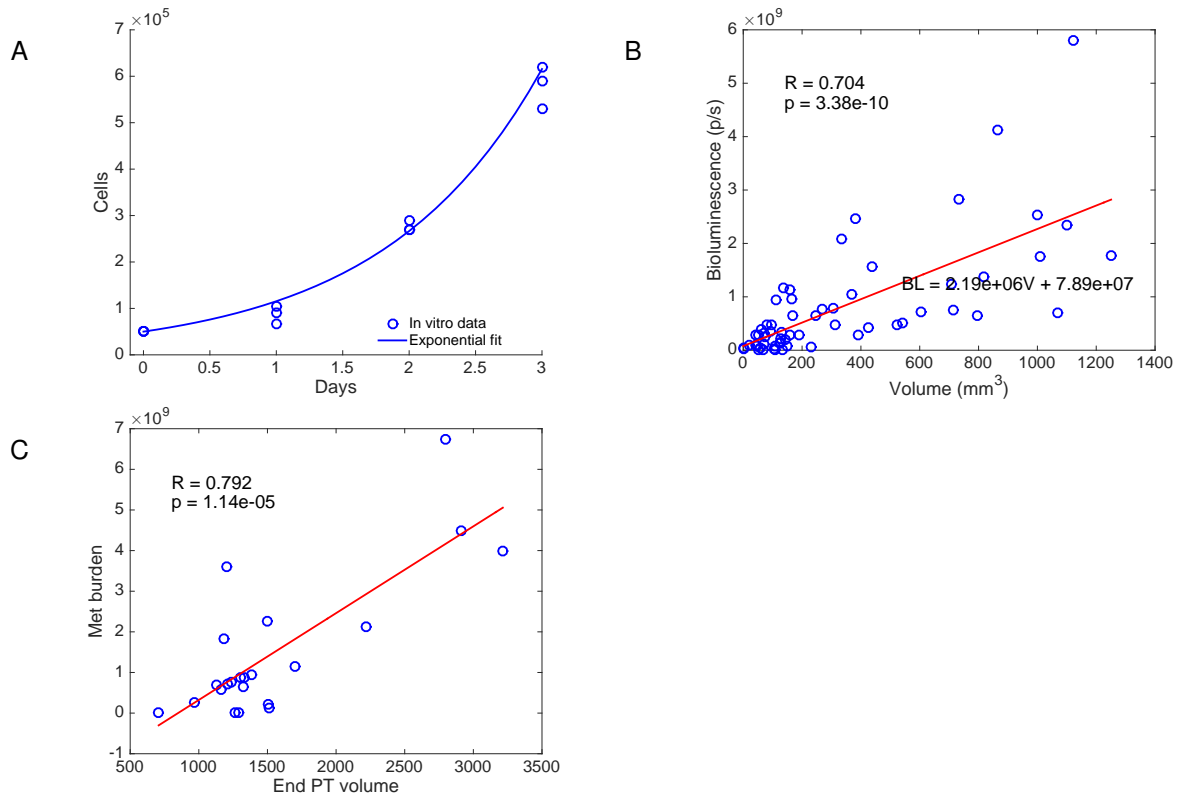 A
×10^5
7
6
5
4
3
2
1
0
Cells
0 0.5 1 1.5 2 2.5 3
Days
In vitro data
Exponential fit
B
×10^9
6
5
4
3
2
1
0
Bioluminescence (p/s)
R = 0.704
p = 3.38e-10
BL = 2.19e+06V + 7.89e+07
0 200 400 600 800 1000 1200 1400
Volume (mm^3)
C
×10^9
7
6
5
4
3
2
1
0
-1
Met burden
R = 0.792
p = 1.14e-05
500 1000 1500 2000 2500 3000 3500
End PT volume